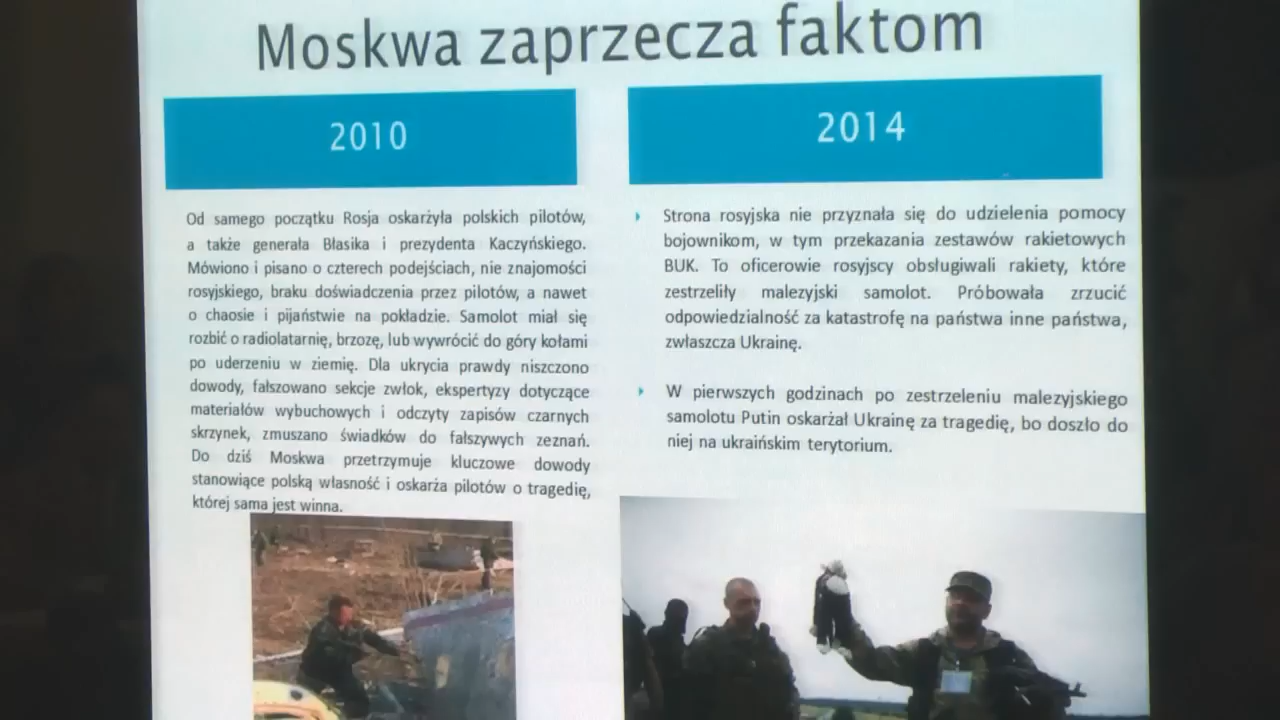 Moskwa zaprzecza faktom
2010
Od samego początku Rosja oskarżyła polskich pilotów,
a także generała Błasika i prezydenta Kaczyńskiego.
Mówiono i pisano o czterech podejściach, nie znajomości
rosyjskiego, braku doświadczenia przez pilotów, a nawet
o chaosie i pijaństwie na pokładzie. Samolot miał się
rozbić o radiolatarnię, brzozę, lub wywrócić do góry kołami
po uderzeniu w ziemię. Dla ukrycia prawdy niszczono
dowody, fałszowano sekcje zwłok, ekspertyzy dotyczące
materiałów wybuchowych i odczyty zapisów czarnych
skrzynek, zmuszano świadków do fałszywych zeznań.
Do dziś Moskwa przetrzymuje kluczowe dowody
stanowiące polską własność i oskarża pilotów o tragedię,
której sama jest winna.
2014
Strona rosyjska nie przyznała się do udzielenia pomocy
bojownikom, w tym przekazania zestawów rakietowych
BUK. To oficerowie rosyjscy obsługiwali rakiety, które
zestrzeliły malezyjski samolot. Próbowała zrzucić
odpowiedzialność za katastrofę na państwa inne państwa,
zwłaszcza Ukrainę.
W pierwszych godzinach po zestrzeleniu malezyjskiego
samolotu Putin oskarżał Ukrainę za tragedię, bo doszło do
niej na ukraińskim terytorium.